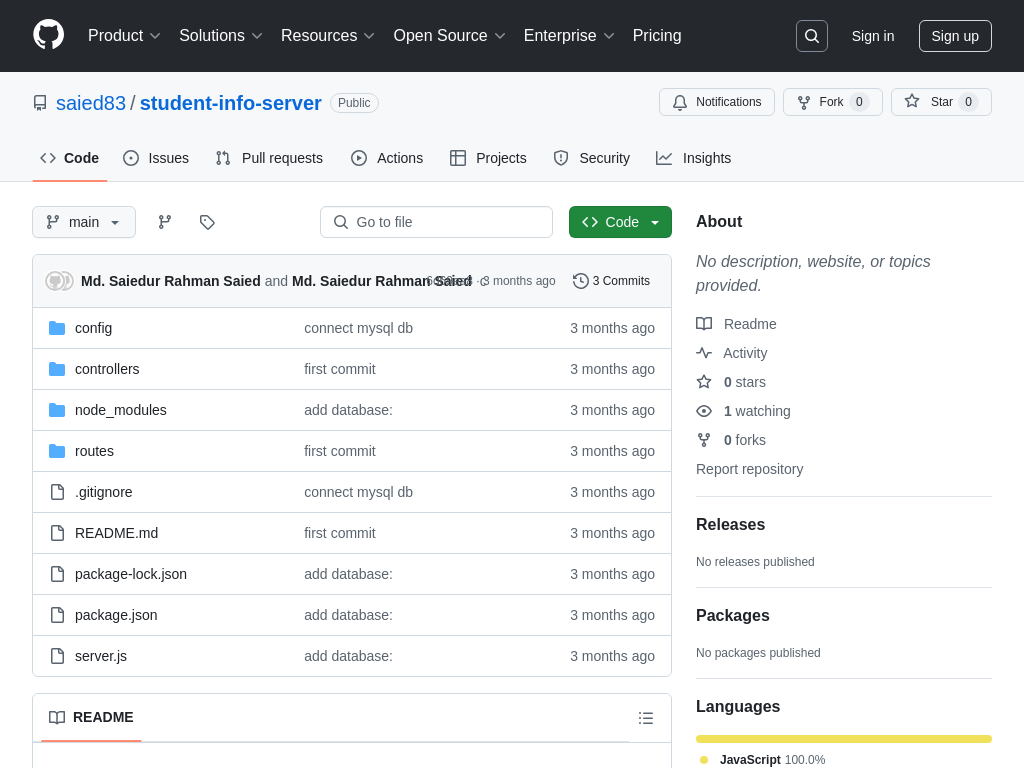 Product Solutions Resources Open Source Enterprise Pricing Sign in Sign up
saied83 / student-info-server Public Notifications Fork 0 Star 0
Code Issues Pull requests Actions Projects Security Insights
main Go to file Code
Md. Saiedur Rahman Saied and Md. Saiedur Rahman Saied · 3 months ago 3 Commits
config connect mysql db 3 months ago
controllers first commit 3 months ago
node_modules add database: 3 months ago
routes first commit 3 months ago
.gitignore connect mysql db 3 months ago
README.md first commit 3 months ago
package-lock.json add database: 3 months ago
package.json add database: 3 months ago
server.js add database: 3 months ago
README
About
No description, website, or topics
provided.
Readme
Activity
0 stars
1 watching
0 forks
Report repository
Releases
No releases published
Packages
No packages published
Languages
JavaScript 100.0%